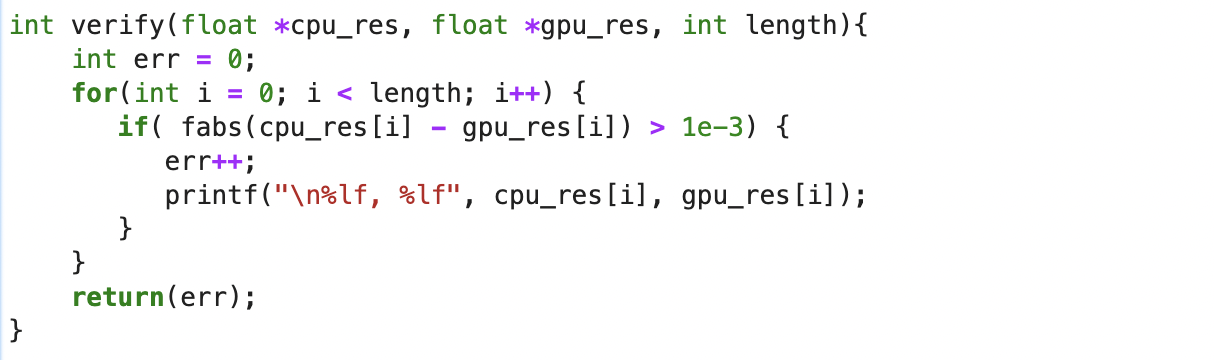 int verify(float *cpu_res, float *gpu_res, int length){
    int err = 0;
    for(int i = 0; i < length; i++) {
       if( fabs(cpu_res[i] - gpu_res[i]) > 1e-3) {
          err++;
          printf("\n%lf, %lf", cpu_res[i], gpu_res[i]);
       }
    }
    return(err);
}